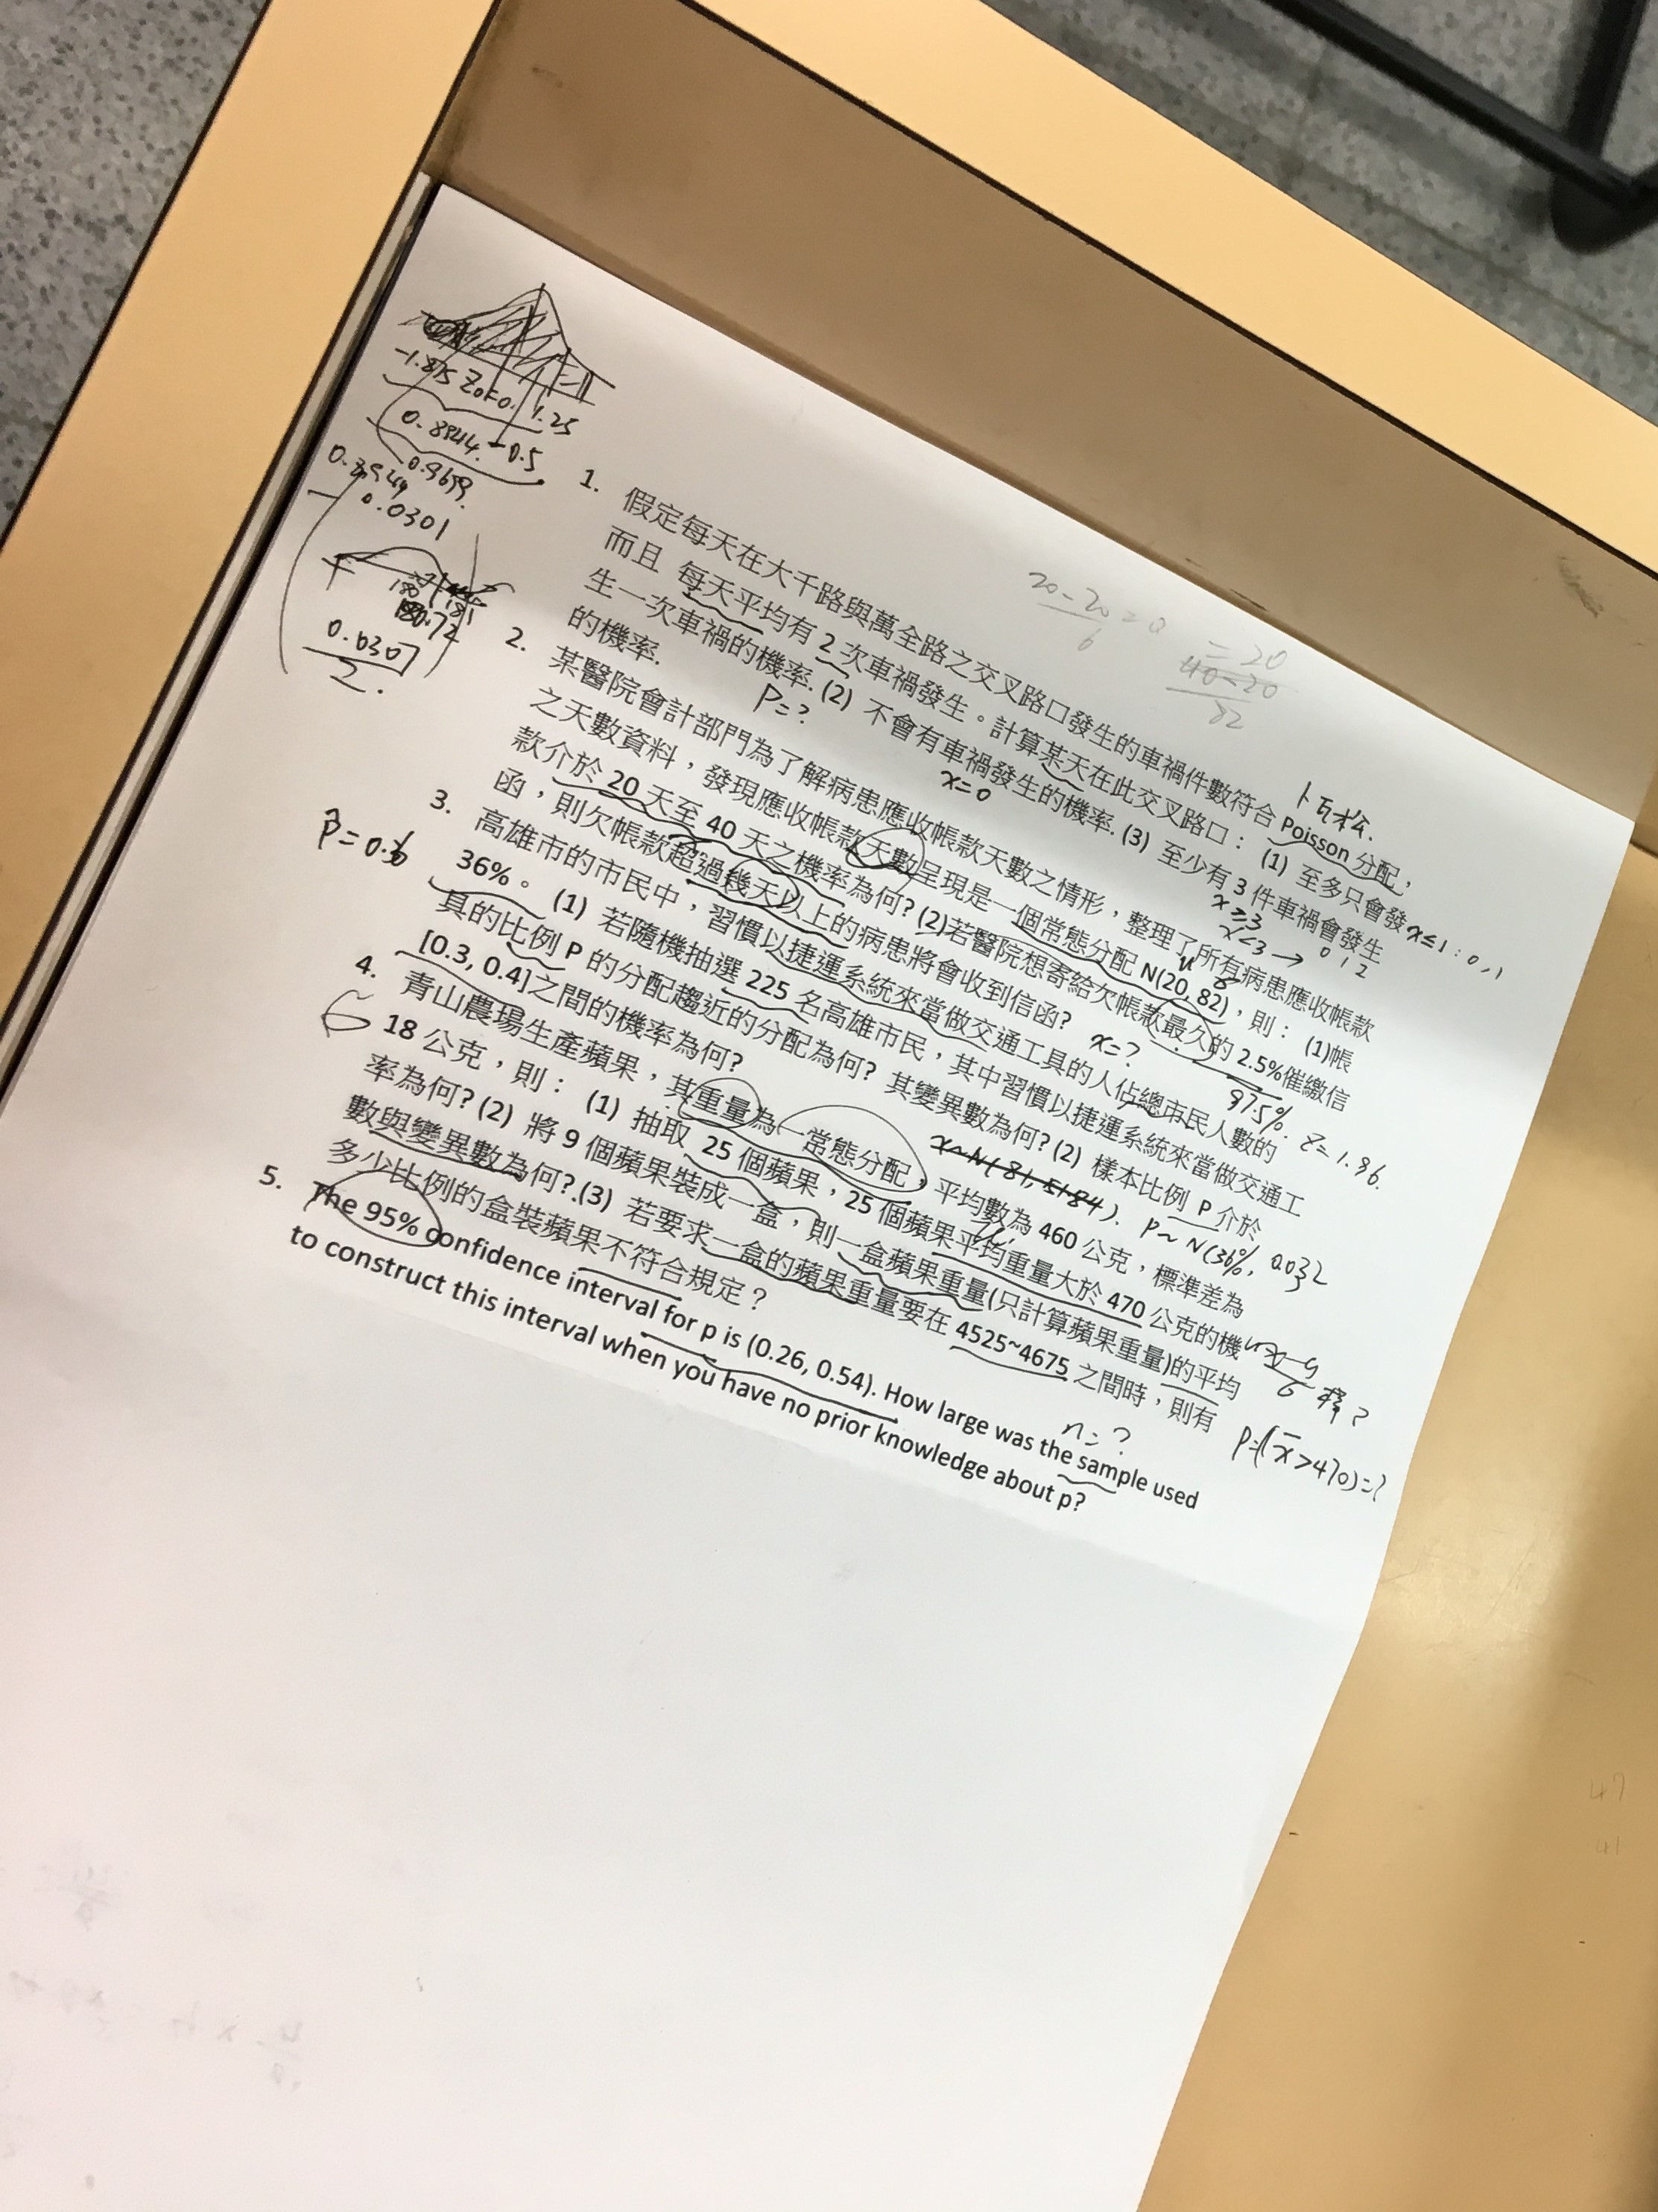 1. 假定每天在大千路與萬全路之交叉路口發生的車禍件數符合 Poisson 分配，
而且 每天平均有 2 次車禍發生。計算某天在此交叉路口： (1) 至多只會發
生一次車禍的機率. (2) 不會有車禍發生的機率. (3) 至少有 3 件車禍會發生
的機率.
2. 某醫院會計部門為了解病患應收帳款天數之情形，整理了所有病患應收帳款
之天數資料，發現應收帳款天數呈現是一個常態分配 N(20, 82)，則： (1)帳
款介於 20 天至 40 天之機率為何? (2)若醫院想寄給欠帳款最久的 2.5%催繳信
函，則欠帳款超過幾天以上的病患將會收到信函?
3. 高雄市的市民中，習慣以捷運系統來當做交通工具的人佔總市民人數的
36%。 (1) 若隨機抽選 225 名高雄市民，其中習慣以捷運系統來當做交通工
具的比例 P 的分配趨近的分配為何? 其變異數為何? (2) 樣本比例 P 介於
[0.3, 0.4]之間的機率為何?
4. 青山農場生產蘋果，其重量為一常態分配，平均數為 460 公克，標準差為
18 公克，則： (1) 抽取 25 個蘋果，25 個蘋果平均重量大於 470 公克的機
率為何? (2) 將 9 個蘋果裝成一盒，則一盒蘋果重量(只計算蘋果重量)的平均
數與變異數為何? (3) 若要求一盒的蘋果重量要在 4525~4675 之間時，則有
多少比例的盒裝蘋果不符合規定？
5. The 95% confidence interval for p is (0.26, 0.54). How large was the sample used
to construct this interval when you have no prior knowledge about p?
-1.875 Z0=0. 1.25
0.8944 - 0.5
0.9699.
- 0.0301
20-20 = 0
6
= 20
40-20
82
卜瓦松.
x≤1 : 0,1
P=?
x=0
x≥3
x<3 → 0 1 2
x=?
97.5%. Z=1.96.
x~N(81, 5184).
P~N(36%, 0.032
n=?
P=(x̄>470)=?